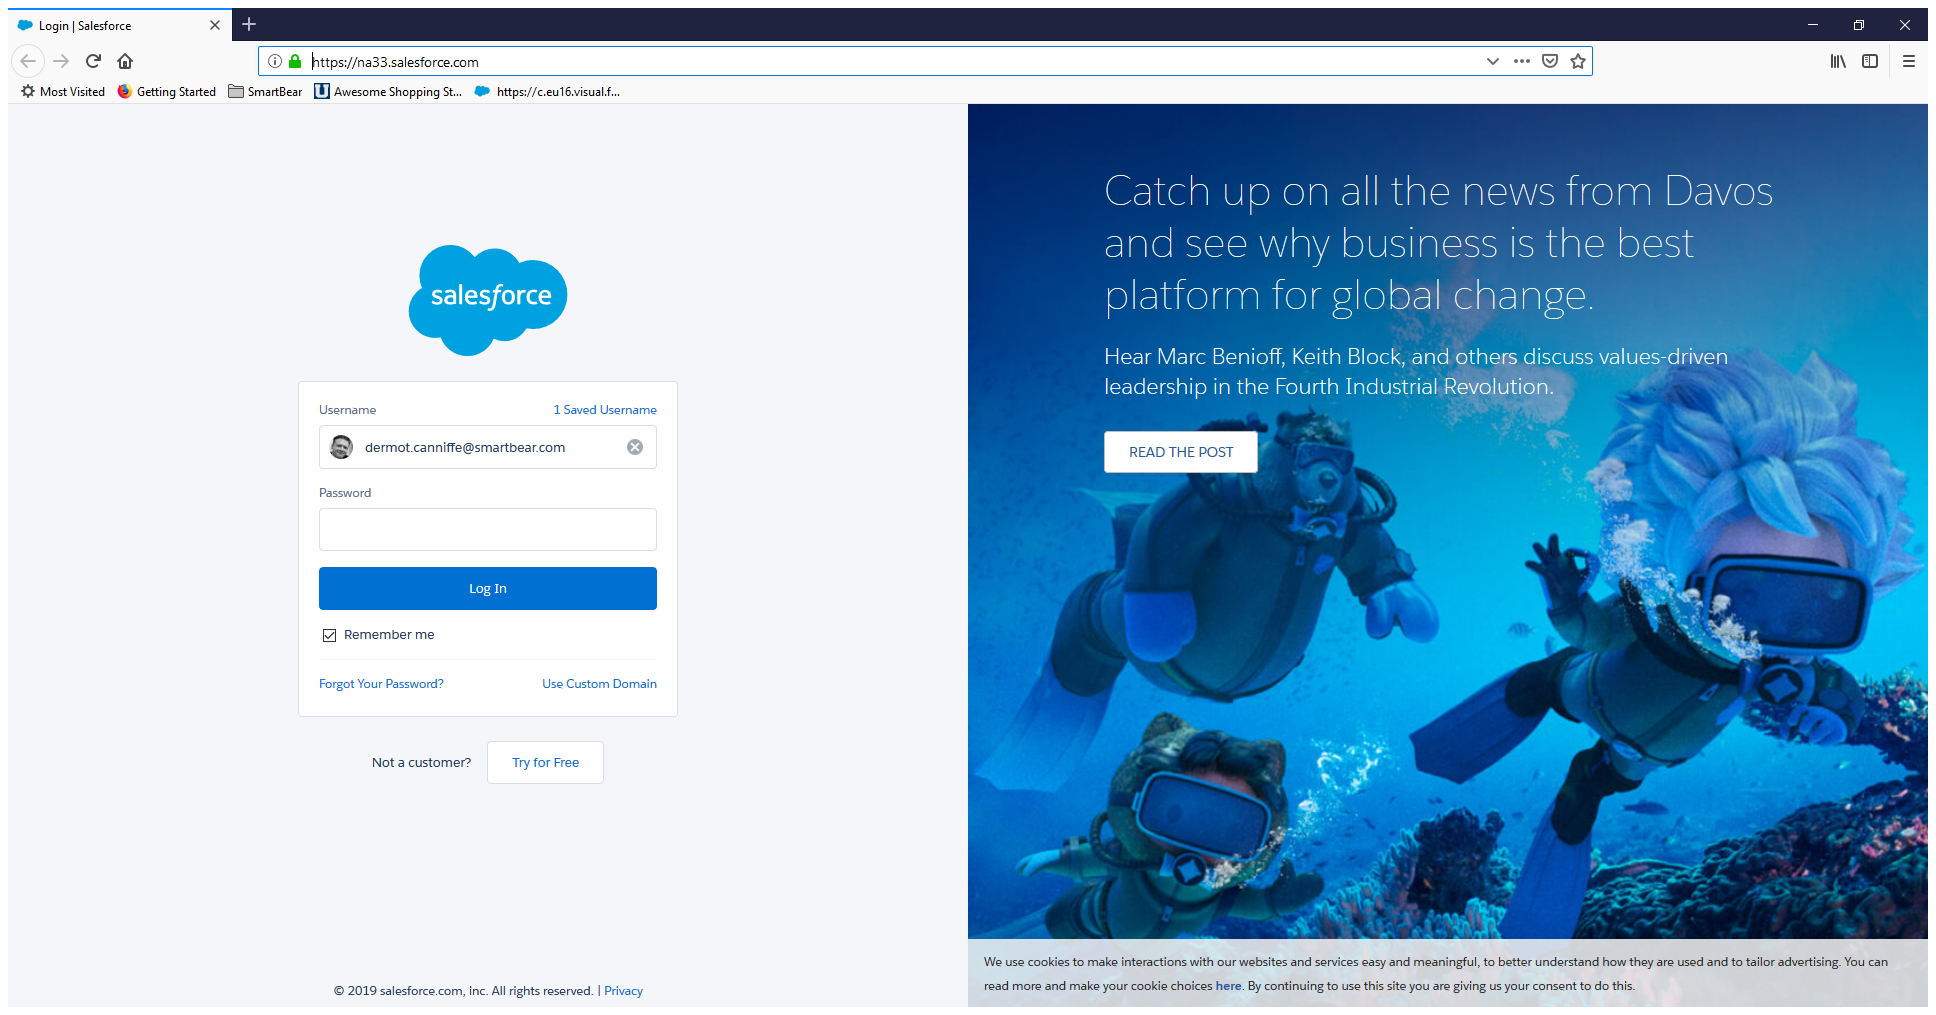 Login | Salesforce
https://na33.salesforce.com
Most Visited
Getting Started
SmartBear
Awesome Shopping St...
https://c.eu16.visual.f...
salesforce
Username
1 Saved Username
dermot.canniffe@smartbear.com
Password
Log In
Remember me
Forgot Your Password?
Use Custom Domain
Not a customer?
Try for Free
© 2019 salesforce.com, inc. All rights reserved. | Privacy
Catch up on all the news from Davos
and see why business is the best
platform for global change.
Hear Marc Benioff, Keith Block, and others discuss values-driven
leadership in the Fourth Industrial Revolution.
READ THE POST
We use cookies to make interactions with our websites and services easy and meaningful, to better understand how they are used and to tailor advertising. You can
read more and make your cookie choices here. By continuing to use this site you are giving us your consent to do this.